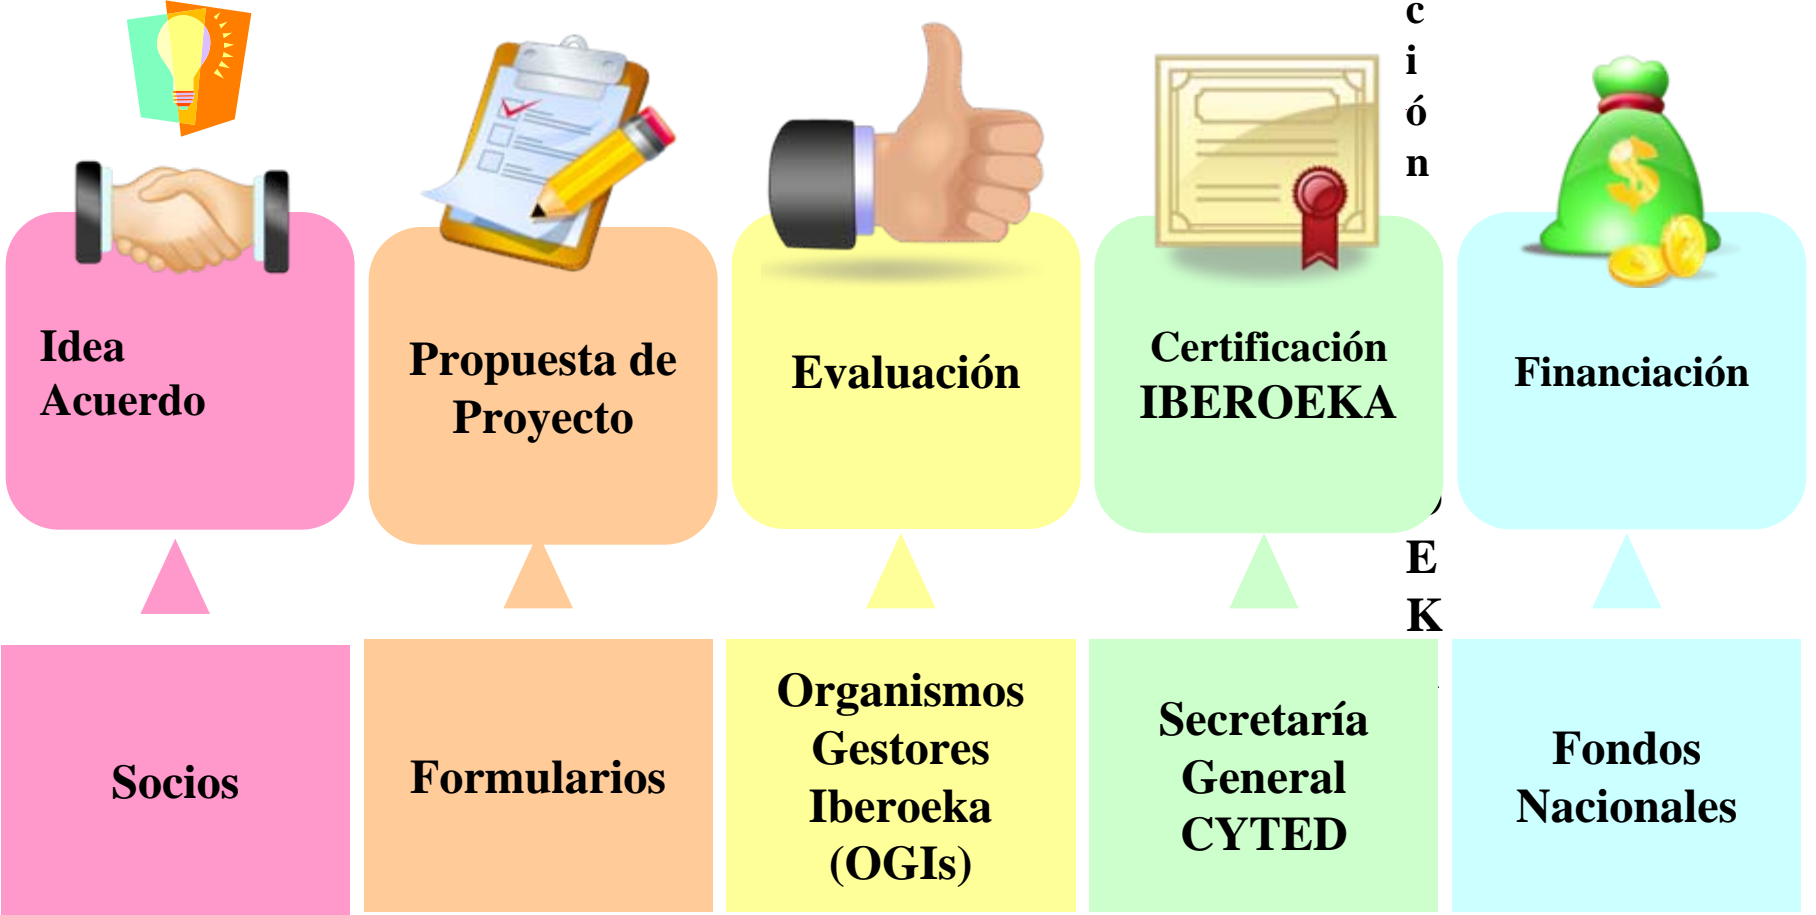 c
i
ó
n
Idea
Acuerdo
Propuesta de
Proyecto
Evaluación
Certificación
IBEROEKA
Financiación
E
K
Socios
Formularios
Organismos
Gestores
Iberoeka
(OGIs)
Secretaría
General
CYTED
Fondos
Nacionales